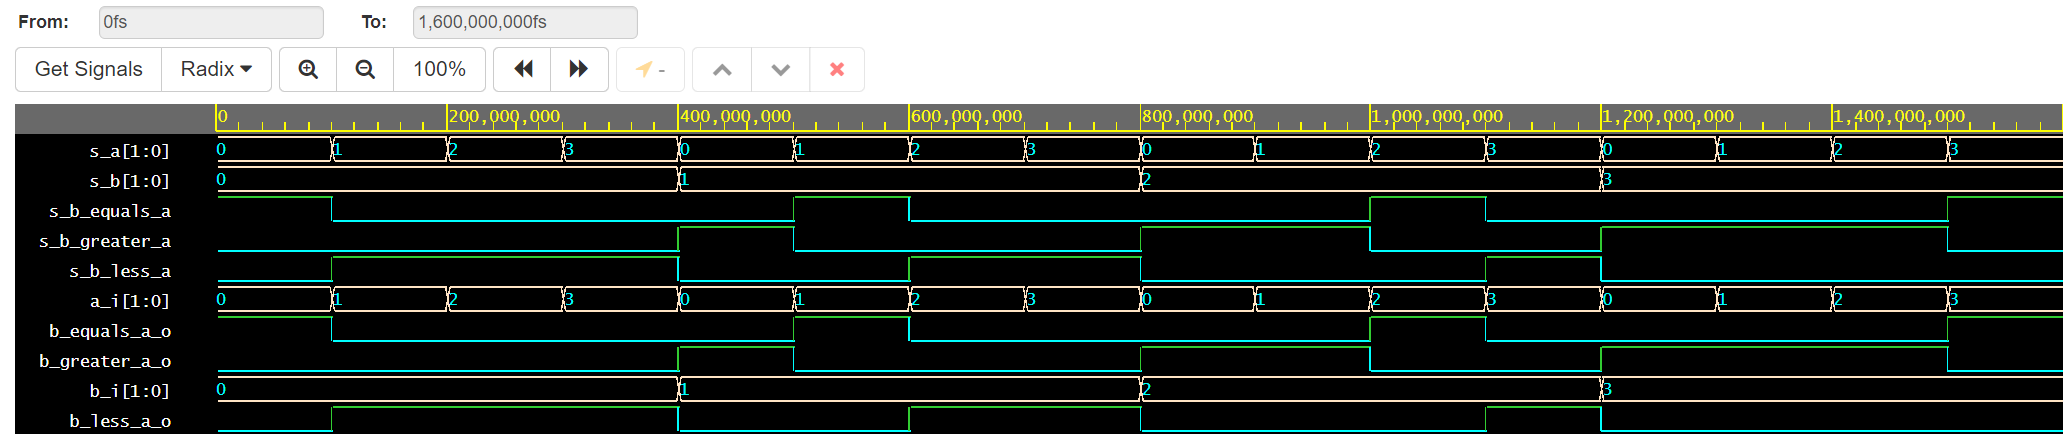 From: 0fs To: 1,600,000,000fs
Get Signals Radix 100% -
0 200,000,000 400,000,000 600,000,000 800,000,000 1,000,000,000 1,200,000,000 1,400,000,000
s_a[1:0] 0 1 2 3 0 1 2 3 0 1 2 3 0 1 2 3
s_b[1:0] 0 1 2 3
s_b_equals_a
s_b_greater_a
s_b_less_a
a_i[1:0] 0 1 2 3 0 1 2 3 0 1 2 3 0 1 2 3
b_equals_a_o
b_greater_a_o
b_i[1:0] 0 1 2 3
b_less_a_o